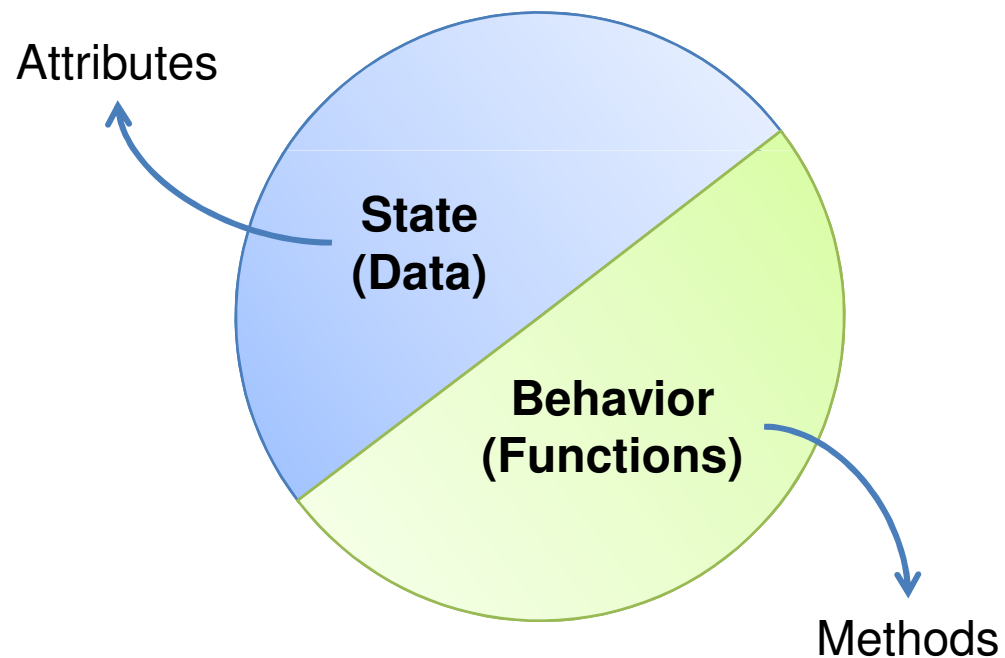 Attributes
State
(Data)
Behavior
(Functions)
Methods